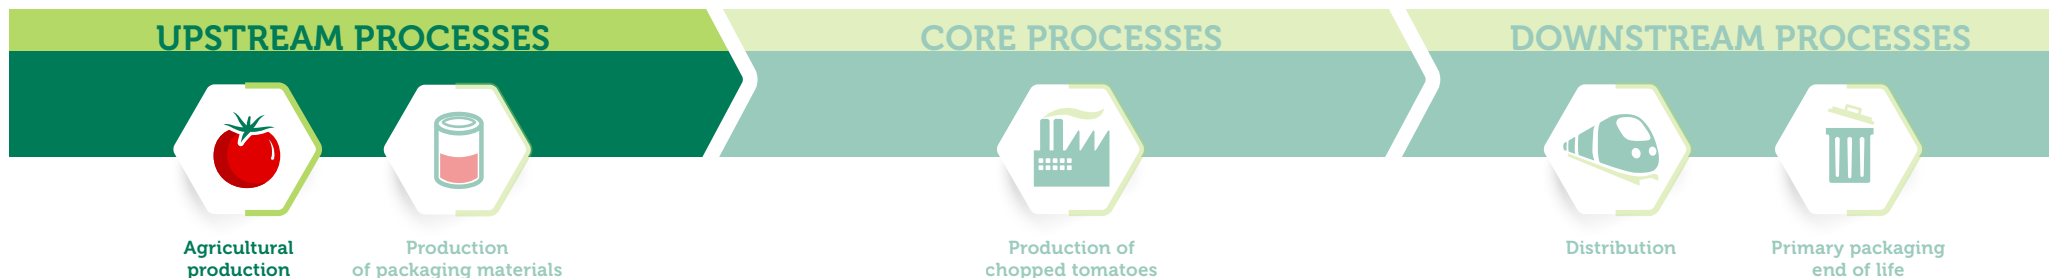 UPSTREAM PROCESSES
CORE PROCESSES
DOWNSTREAM PROCESSES
Agricultural
production
Production
of packaging materials
Production of
chopped tomatoes
Distribution
Primary packaging
end of life